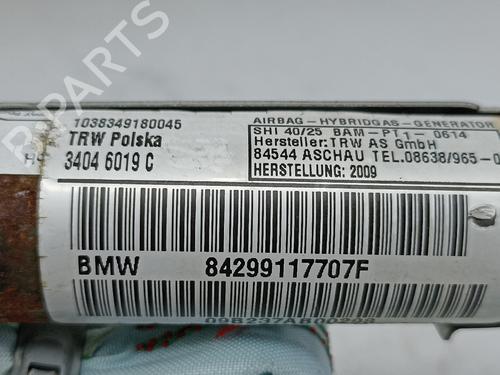 1038349180045
TRW Polska
3404 6019 C
AIRBAG - HYBRIDGAS - GENERATOR
SHI 40/25 BAM-PT1- 0614
Hersteller: TRW AS GmbH
84544 ASCHAU TEL.08638/965-0
HERSTELLUNG: 2009
BMW 84299117707F
B-PARTS